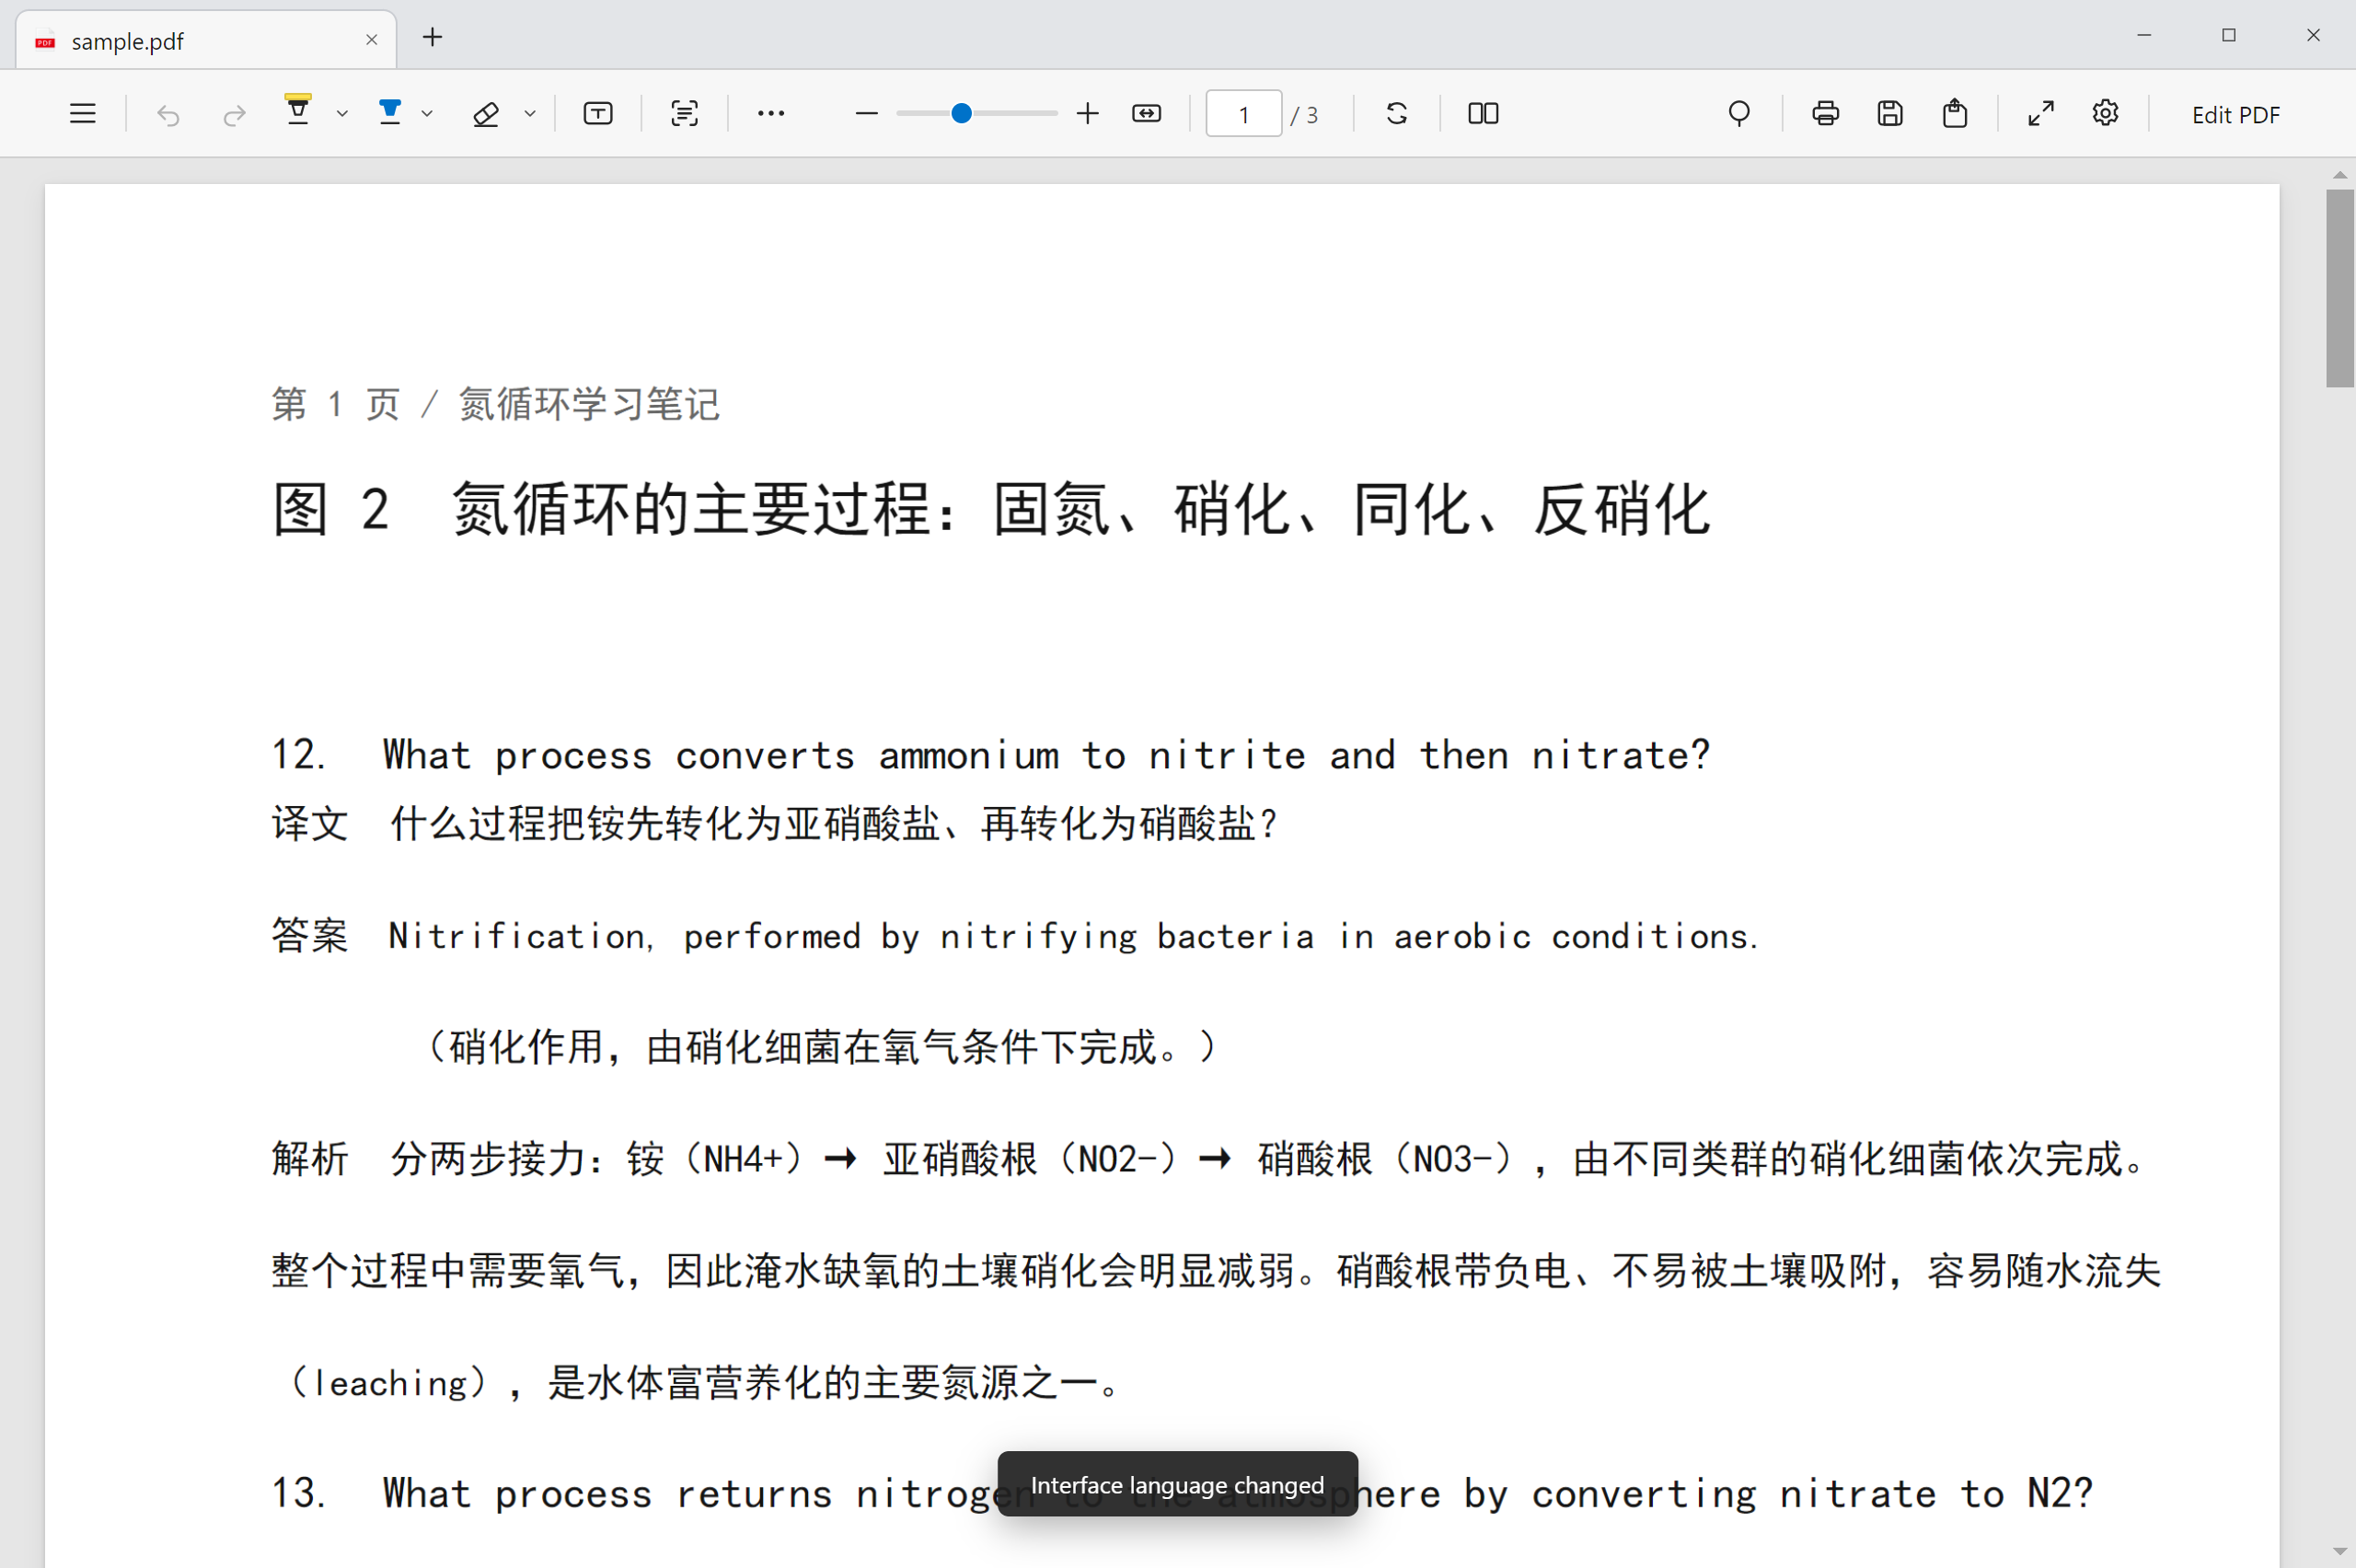 sample.pdf
1 / 3
Edit PDF
第 1 页 / 氮循环学习笔记
图 2 氮循环的主要过程：固氮、硝化、同化、反硝化
12. What process converts ammonium to nitrite and then nitrate?
译文 什么过程把铵先转化为亚硝酸盐、再转化为硝酸盐？
答案 Nitrification, performed by nitrifying bacteria in aerobic conditions.
（硝化作用，由硝化细菌在氧气条件下完成。）
解析 分两步接力：铵（NH4+）→ 亚硝酸根（NO2-）→ 硝酸根（NO3-），由不同类群的硝化细菌依次完成。
整个过程中需要氧气，因此淹水缺氧的土壤硝化会明显减弱。硝酸根带负电、不易被土壤吸附，容易随水流失
（leaching），是水体富营养化的主要氮源之一。
13. What process returns nitrogen to the atmosphere by converting nitrate to N2?
Interface language changed